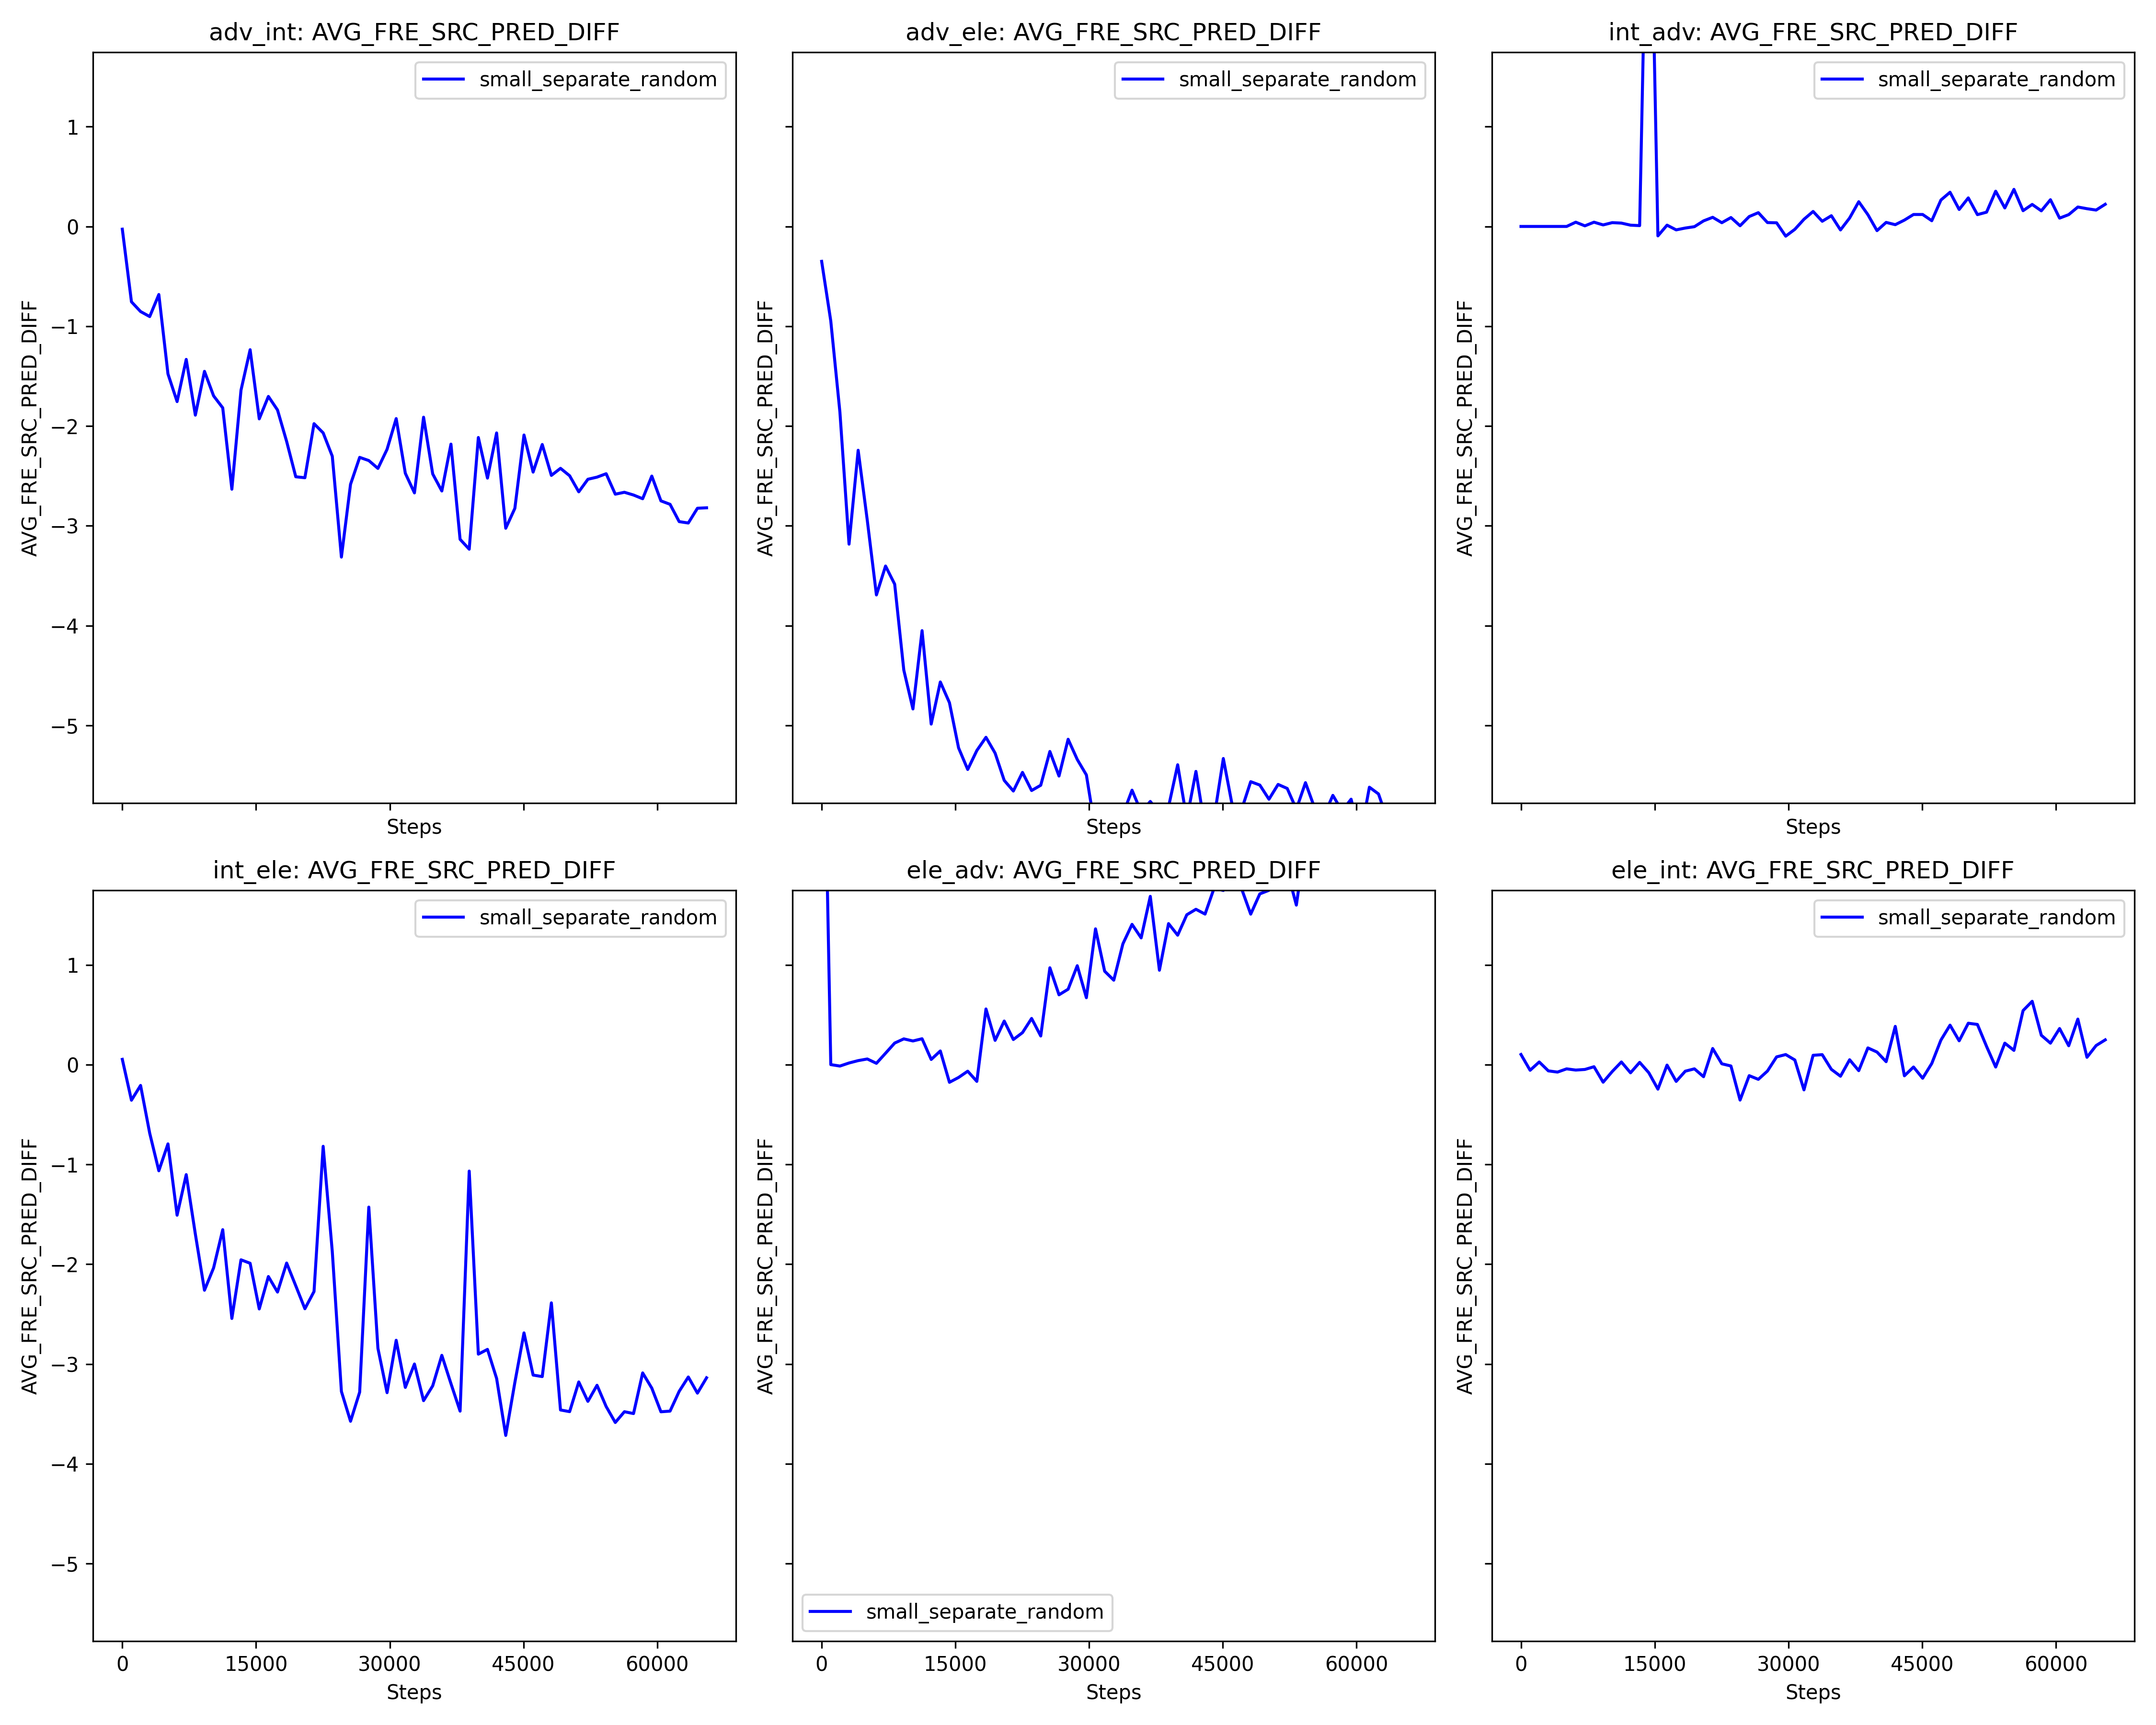 adv_int: AVG_FRE_SRC_PRED_DIFF
adv_ele: AVG_FRE_SRC_PRED_DIFF
int_adv: AVG_FRE_SRC_PRED_DIFF
small_separate_random
small_separate_random
small_separate_random
1
0
−1
−2
−3
−4
−5
AVG_FRE_SRC_PRED_DIFF
AVG_FRE_SRC_PRED_DIFF
AVG_FRE_SRC_PRED_DIFF
Steps
Steps
Steps
int_ele: AVG_FRE_SRC_PRED_DIFF
ele_adv: AVG_FRE_SRC_PRED_DIFF
ele_int: AVG_FRE_SRC_PRED_DIFF
small_separate_random
small_separate_random
1
0
−1
−2
−3
−4
−5
AVG_FRE_SRC_PRED_DIFF
AVG_FRE_SRC_PRED_DIFF
AVG_FRE_SRC_PRED_DIFF
small_separate_random
0 15000 30000 45000 60000
0 15000 30000 45000 60000
0 15000 30000 45000 60000
Steps
Steps
Steps